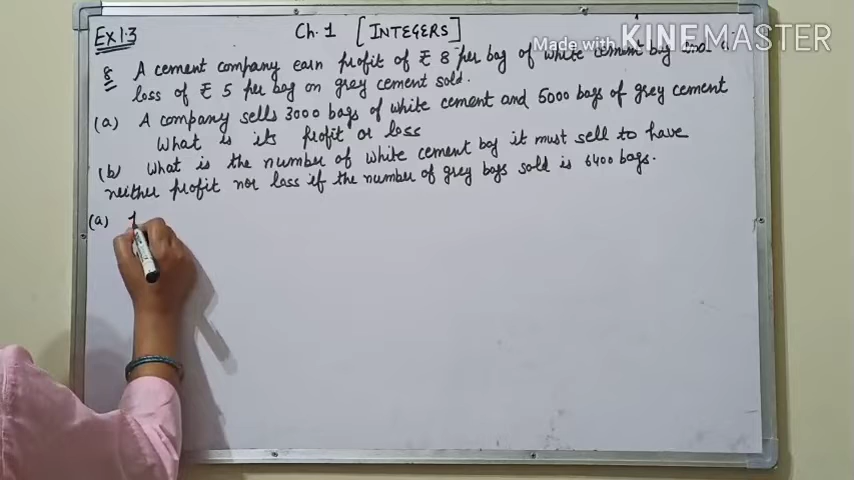 Ex 1.3
Ch. 1 [INTEGERS]
Made with KINEMASTER
8 A cement company earn profit of ₹ 8 per bag of white cement bag and a
loss of ₹ 5 per bag on grey cement sold.
(a) A company sells 3000 bags of white cement and 5000 bags of grey cement
What is its profit or loss
(b) What is the number of white cement bag it must sell to have
neither profit nor loss if the number of grey bags sold is 6400 bags.
(a)